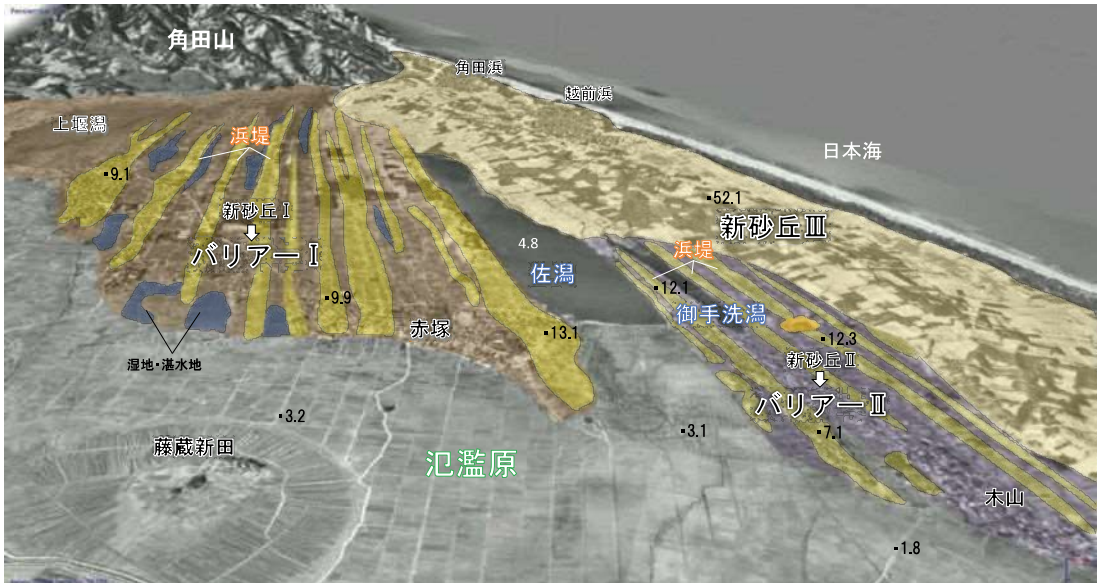 角田山
角田浜
越前浜
上堰潟
浜堤
日本海
・9.1
・52.1
新砂丘Ⅰ
新砂丘Ⅲ
バリアーⅠ
4.8
浜堤
佐潟
・12.1
・9.9
御手洗潟
赤塚
・13.1
・12.3
湿地・湛水地
新砂丘Ⅱ
バリアーⅡ
・3.2
・3.1
・7.1
藤蔵新田
氾濫原
木山
・1.8